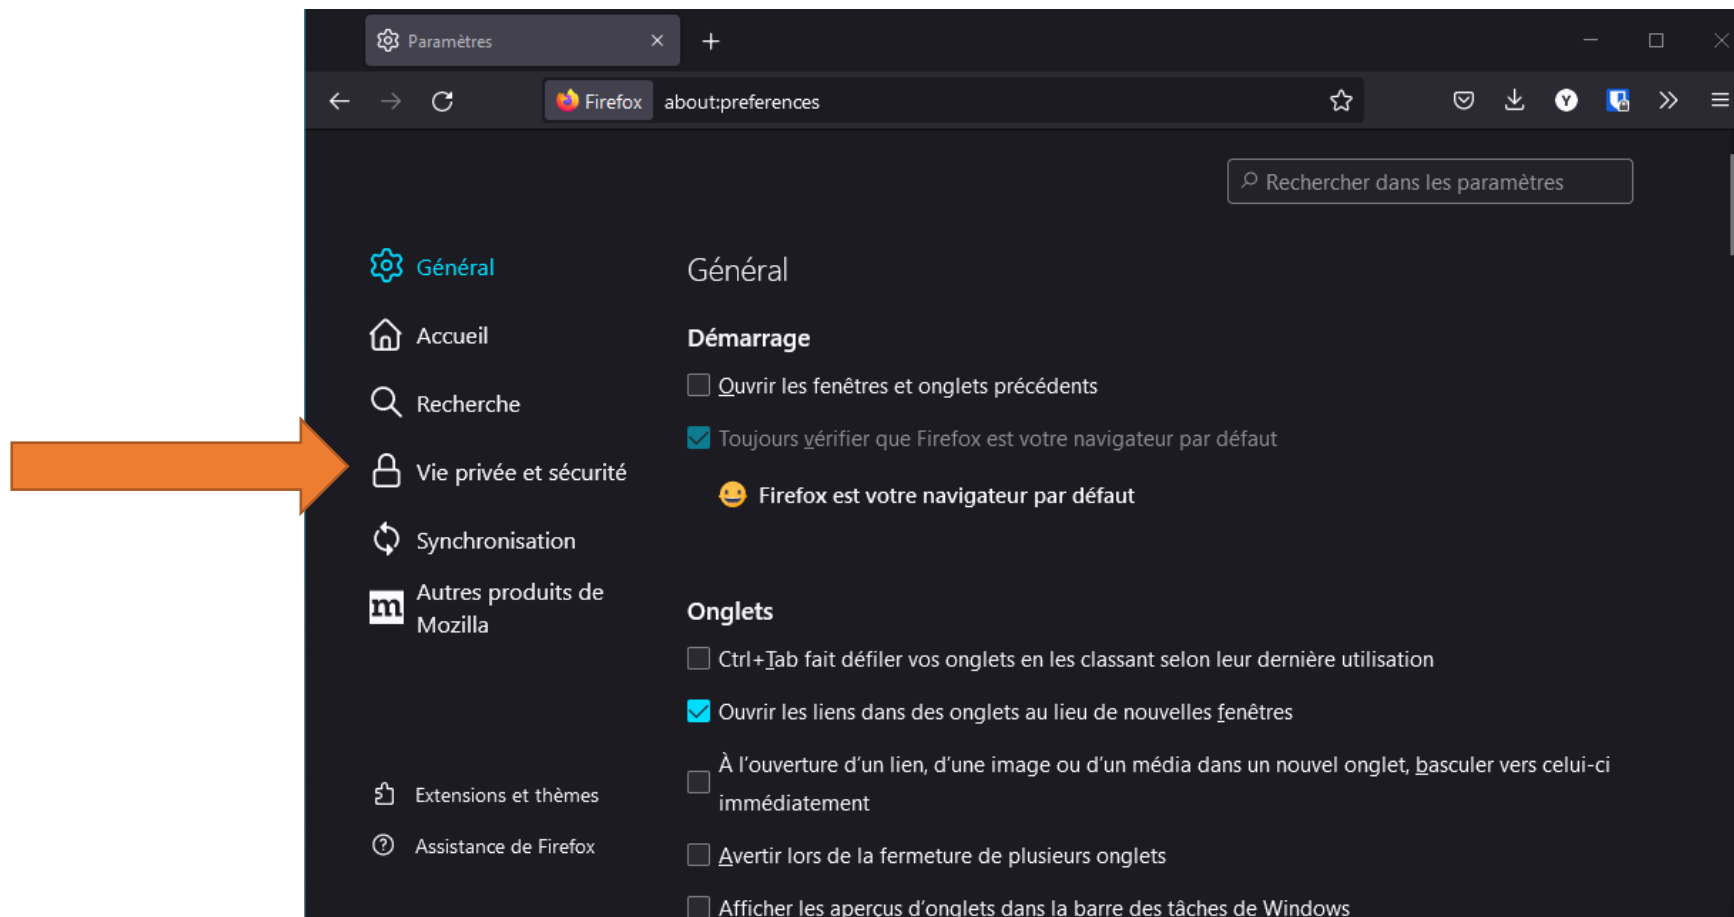 Paramètres
Firefox about:preferences
Y
Rechercher dans les paramètres
Général
Accueil
Recherche
Vie privée et sécurité
Synchronisation
m Autres produits de
Mozilla
Extensions et thèmes
Assistance de Firefox
Général
Démarrage
Ouvrir les fenêtres et onglets précédents
Toujours vérifier que Firefox est votre navigateur par défaut
Firefox est votre navigateur par défaut
Onglets
Ctrl+Tab fait défiler vos onglets en les classant selon leur dernière utilisation
Ouvrir les liens dans des onglets au lieu de nouvelles fenêtres
À l’ouverture d’un lien, d’une image ou d’un média dans un nouvel onglet, basculer vers celui-ci
immédiatement
Avertir lors de la fermeture de plusieurs onglets
Afficher les aperçus d’onglets dans la barre des tâches de Windows